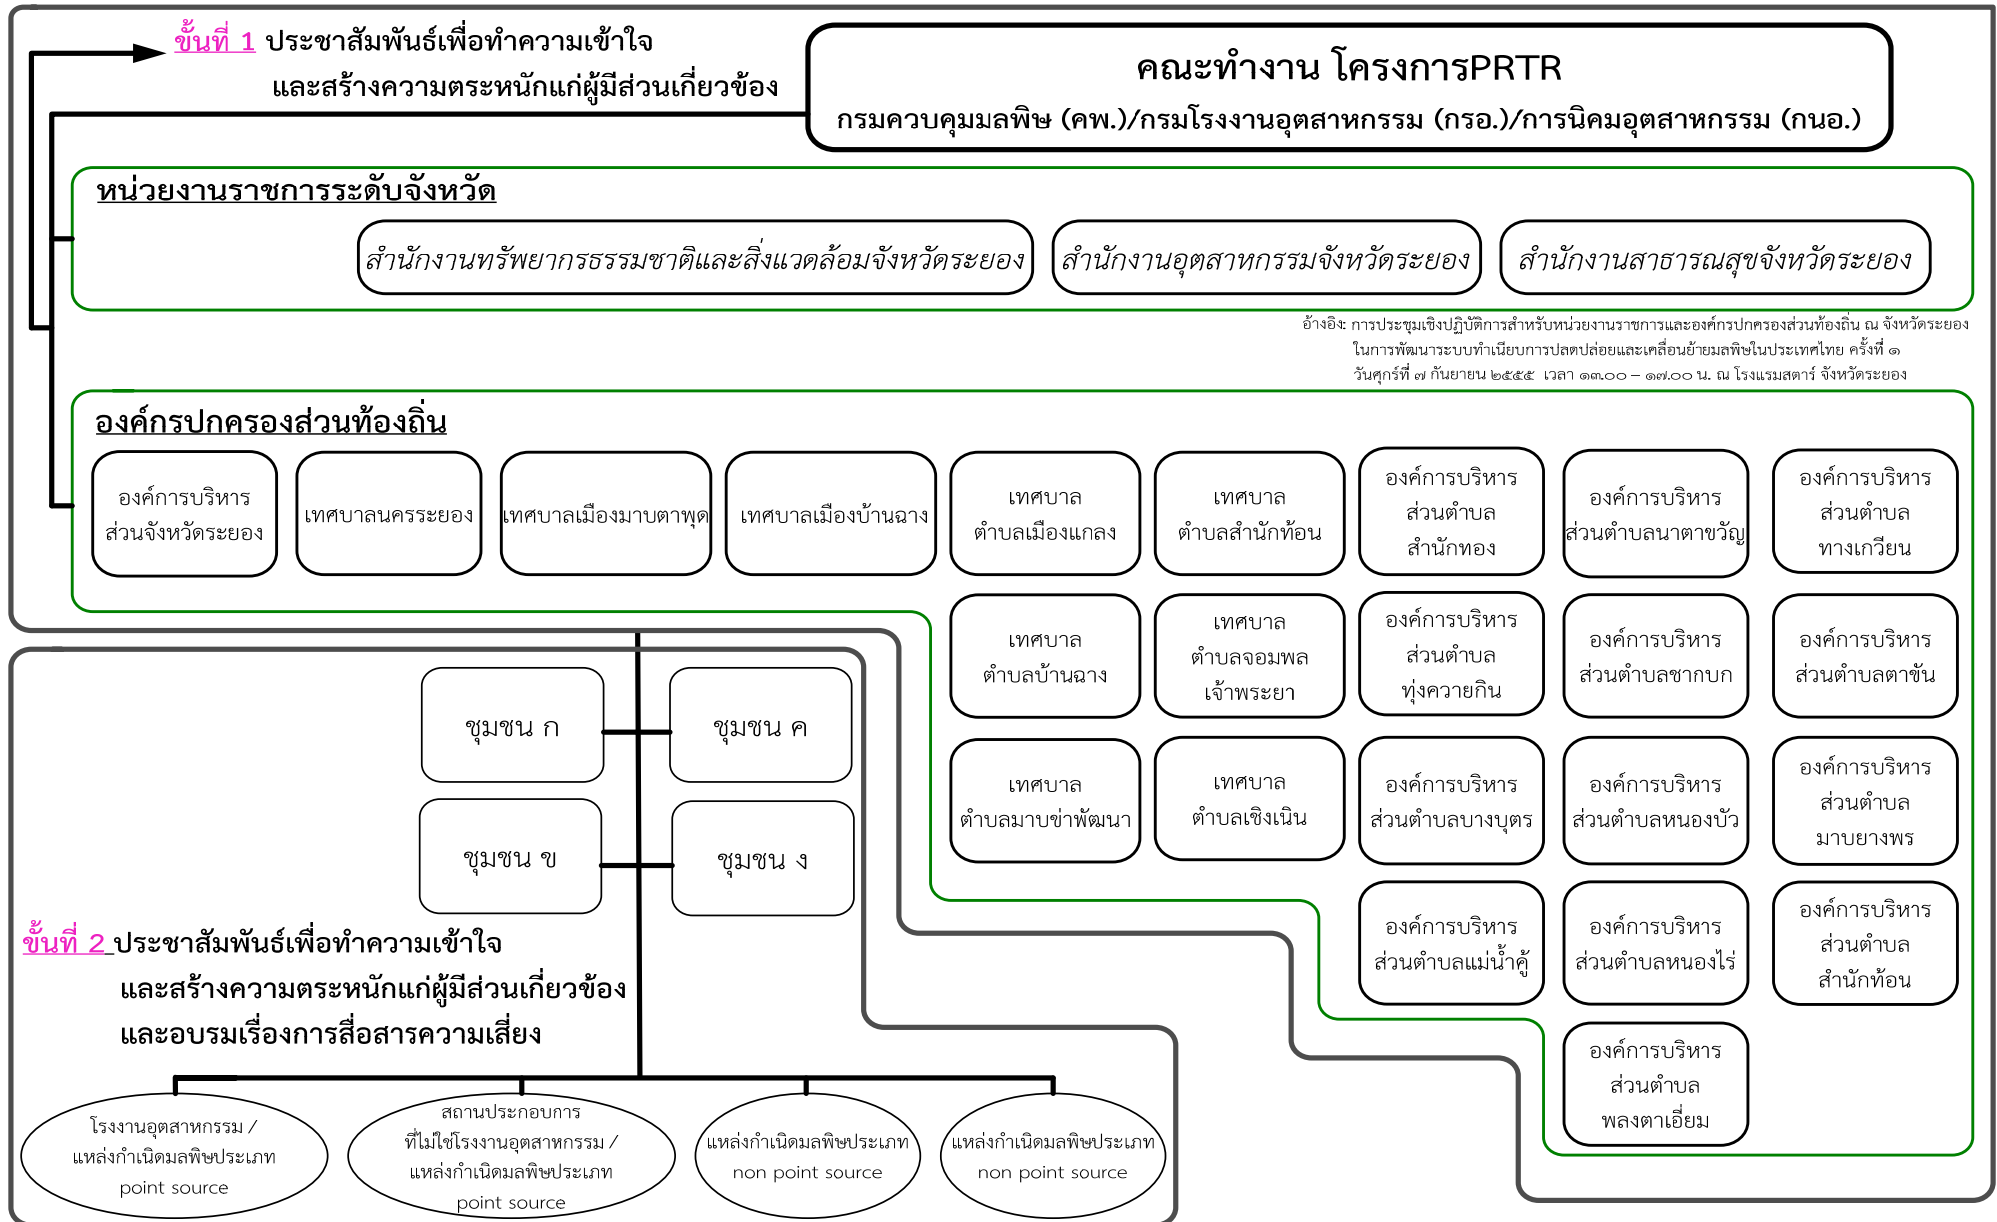 ขั้นที่ 1 ประชาสัมพันธ์เพื่อทำความเข้าใจ
และสร้างความตระหนักแก่ผู้มีส่วนเกี่ยวข้อง
คณะทำงาน โครงการPRTR
กรมควบคุมมลพิษ (คพ.)/กรมโรงงานอุตสาหกรรม (กรอ.)/การนิคมอุตสาหกรรม (กนอ.)
หน่วยงานราชการระดับจังหวัด
สำนักงานทรัพยากรธรรมชาติและสิ่งแวดล้อมจังหวัดระยอง
สำนักงานอุตสาหกรรมจังหวัดระยอง
สำนักงานสาธารณสุขจังหวัดระยอง
อ้างอิง: การประชุมเชิงปฏิบัติการสำหรับหน่วยงานราชการและองค์กรปกครองส่วนท้องถิ่น ณ จังหวัดระยอง
ในการพัฒนาระบบทำเนียบการปลดปล่อยและเคลื่อนย้ายมลพิษในประเทศไทย ครั้งที่ ๑
วันศุกร์ที่ ๗ กันยายน ๒๕๕๕ เวลา ๑๓.๐๐ – ๑๗.๐๐ น. ณ โรงแรมสตาร์ จังหวัดระยอง
องค์กรปกครองส่วนท้องถิ่น
องค์การบริหาร
ส่วนจังหวัดระยอง
เทศบาลนครระยอง
เทศบาลเมืองมาบตาพุด
เทศบาลเมืองบ้านฉาง
เทศบาล
ตำบลเมืองแกลง
เทศบาล
ตำบลสำนักท้อน
องค์การบริหาร
ส่วนตำบล
สำนักทอง
องค์การบริหาร
ส่วนตำบลนาตาขวัญ
องค์การบริหาร
ส่วนตำบล
ทางเกวียน
เทศบาล
ตำบลบ้านฉาง
เทศบาล
ตำบลจอมพล
เจ้าพระยา
องค์การบริหาร
ส่วนตำบล
ทุ่งควายกิน
องค์การบริหาร
ส่วนตำบลชากบก
องค์การบริหาร
ส่วนตำบลตาขัน
เทศบาล
ตำบลมาบข่าพัฒนา
เทศบาล
ตำบลเชิงเนิน
องค์การบริหาร
ส่วนตำบลบางบุตร
องค์การบริหาร
ส่วนตำบลหนองบัว
องค์การบริหาร
ส่วนตำบล
มาบยางพร
องค์การบริหาร
ส่วนตำบลแม่น้ำคู้
องค์การบริหาร
ส่วนตำบลหนองไร่
องค์การบริหาร
ส่วนตำบล
สำนักท้อน
องค์การบริหาร
ส่วนตำบล
พลงตาเอี่ยม
ชุมชน ก
ชุมชน ค
ชุมชน ข
ชุมชน ง
ขั้นที่ 2 ประชาสัมพันธ์เพื่อทำความเข้าใจ
และสร้างความตระหนักแก่ผู้มีส่วนเกี่ยวข้อง
และอบรมเรื่องการสื่อสารความเสี่ยง
โรงงานอุตสาหกรรม /
แหล่งกำเนิดมลพิษประเภท
point source
สถานประกอบการ
ที่ไม่ใช่โรงงานอุตสาหกรรม /
แหล่งกำเนิดมลพิษประเภท
point source
แหล่งกำเนิดมลพิษประเภท
non point source
แหล่งกำเนิดมลพิษประเภท
non point source